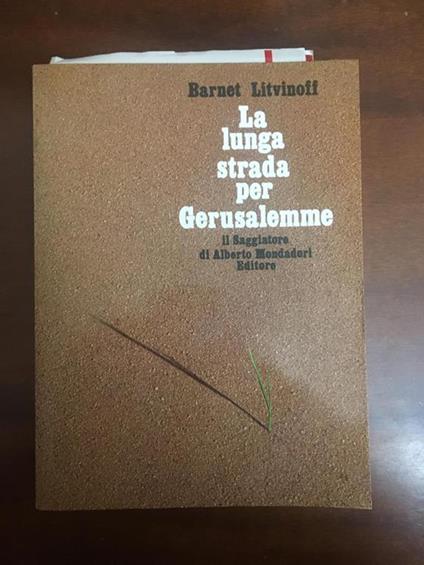 Barnet Litvinoff
La
lunga
strada
per
Gerusalemme
il Saggiatore
di Alberto Mondadori
Editore